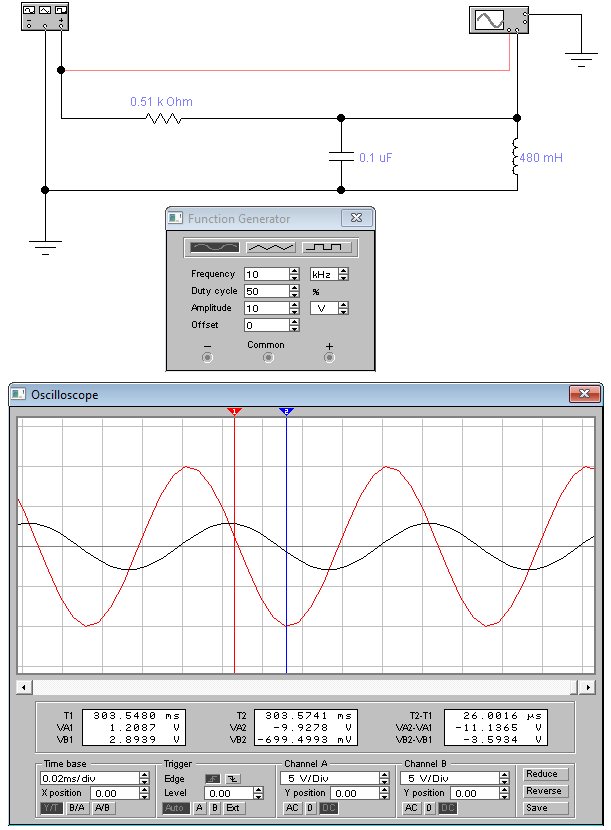 0.51 k Ohm
0.1 uF
480 mH
Function Generator
Frequency 10 kHz
Duty cycle 50 %
Amplitude 10 V
Offset 0
− Common +
Oscilloscope
1 2
T1 303.5480 ms T2 303.5741 ms T2-T1 26.0016 µs
VA1 1.2087 V VA2 -9.9278 V VA2-VA1 -11.1365 V
VB1 2.8939 V VB2 -699.4993 mV VB2-VB1 -3.5934 V
Time base Trigger Channel A Channel B
0.02ms/div Edge 5 V/Div 5 V/Div Reduce
X position 0.00 Level 0.00 Y position 0.00 Y position 0.00 Reverse
Y/T B/A A/B Auto A B Ext AC 0 DC AC 0 DC Save